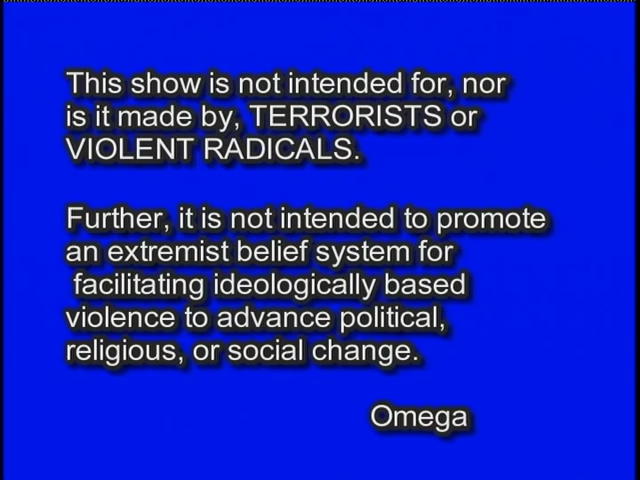 This show is not intended for, nor
is it made by, TERRORISTS or
VIOLENT RADICALS.
Further, it is not intended to promote
an extremist belief system for
facilitating ideologically based
violence to advance political,
religious, or social change.
Omega